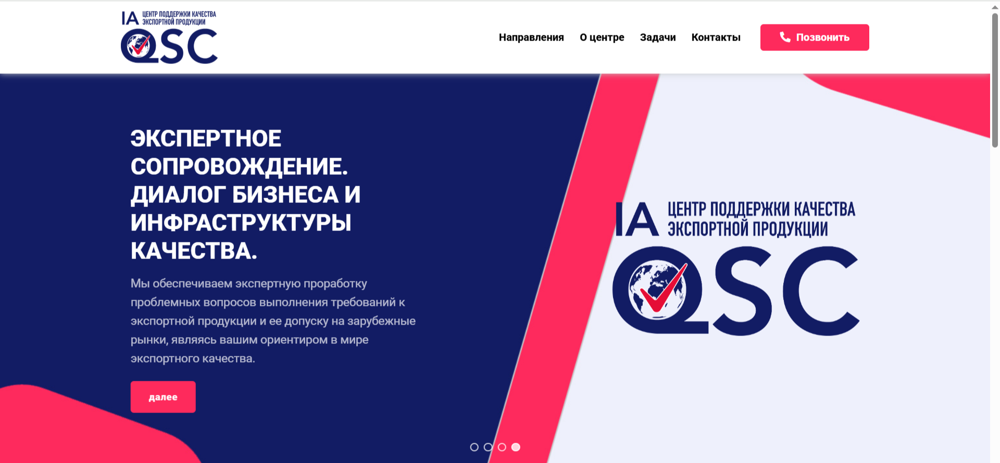 IA ЦЕНТР ПОДДЕРЖКИ КАЧЕСТВА
ЭКСПОРТНОЙ ПРОДУКЦИИ
QSC
Направления
О центре
Задачи
Контакты
Позвонить
ЭКСПЕРТНОЕ
СОПРОВОЖДЕНИЕ.
ДИАЛОГ БИЗНЕСА И
ИНФРАСТРУКТУРЫ
КАЧЕСТВА.
Мы обеспечиваем экспертную проработку
проблемных вопросов выполнения требований к
экспортной продукции и ее допуску на зарубежные
рынки, являясь вашим ориентиром в мире
экспортного качества.
далее
IA ЦЕНТР ПОДДЕРЖКИ КАЧЕСТВА
ЭКСПОРТНОЙ ПРОДУКЦИИ
QSC